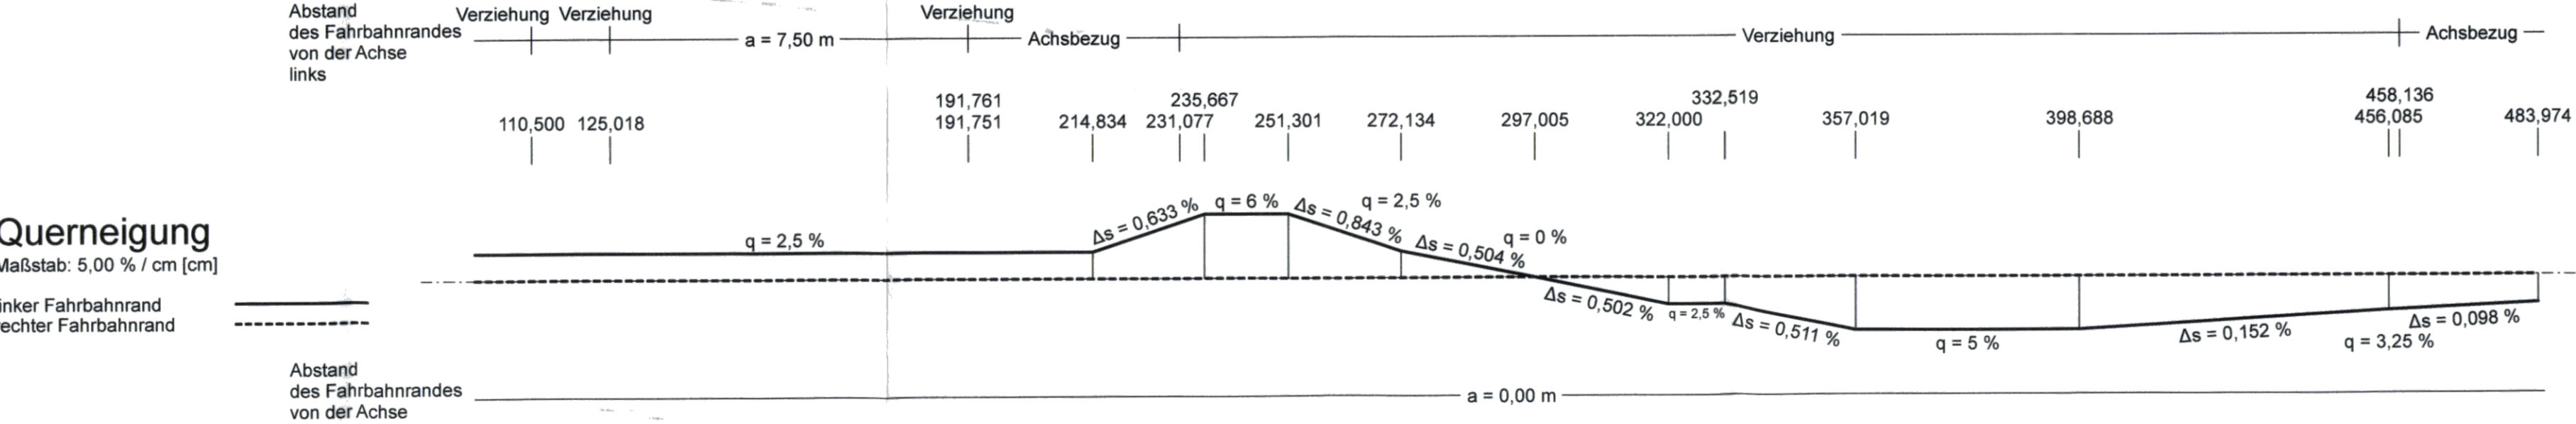 Abstand
des Fahrbahnrandes
von der Achse
links
Verziehung Verziehung
a = 7,50 m
Verziehung
Achsbezug
Verziehung
Achsbezug
191,761
235,667
332,519
458,136
110,500 125,018
191,751
214,834
231,077
251,301
272,134
297,005
322,000
357,019
398,688
456,085
483,974
Querneigung
Maßstab: 5,00 % / cm [cm]
q = 2,5 %
Δs = 0,633 %
q = 6 %
Δs = 0,843 %
q = 2,5 %
Δs = 0,504 %
q = 0 %
Δs = 0,502 %
q = 2,5 %
Δs = 0,511 %
q = 5 %
Δs = 0,152 %
q = 3,25 %
Δs = 0,098 %
inker Fahrbahnrand
echter Fahrbahnrand
Abstand
des Fahrbahnrandes
von der Achse
a = 0,00 m